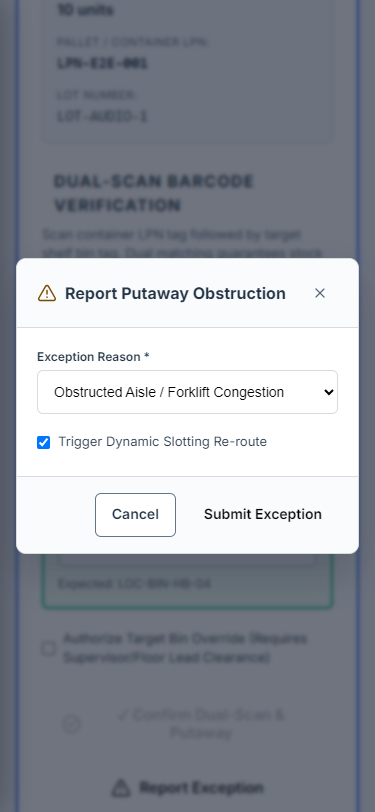 10 units
PALLET / CONTAINER LPN:
LPN-E2E-001
LOT NUMBER:
LOT-AUDIO-1
DUAL-SCAN BARCODE
VERIFICATION
Scan container LPN tag followed by target
shelf bin tag. Dual matching guarantees stock
Report Putaway Obstruction
Exception Reason *
Obstructed Aisle / Forklift Congestion
Trigger Dynamic Slotting Re-route
Cancel
Submit Exception
Expected: LOC-BIN-HB-04
Authorize Target Bin Override (Requires
Supervisor/Floor Lead Clearance)
✓ Confirm Dual-Scan &
Putaway
Report Exception